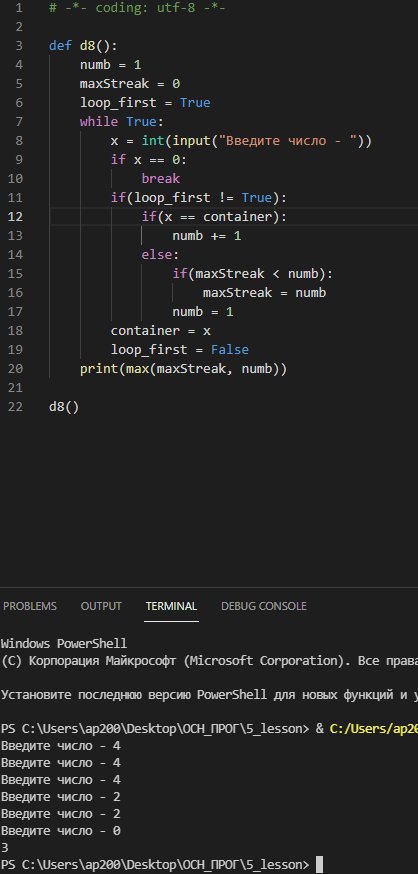 1 # -*- coding: utf-8 -*-
2
3 def d8():
4     numb = 1
5     maxStreak = 0
6     loop_first = True
7     while True:
8         x = int(input("Введите число - "))
9         if x == 0:
10             break
11         if(loop_first != True):
12             if(x == container):
13                 numb += 1
14             else:
15                 if(maxStreak < numb):
16                     maxStreak = numb
17                 numb = 1
18         container = x
19         loop_first = False
20     print(max(maxStreak, numb))
21
22 d8()
PROBLEMS OUTPUT TERMINAL DEBUG CONSOLE
Windows PowerShell
(C) Корпорация Майкрософт (Microsoft Corporation). Все права
Установите последнюю версию PowerShell для новых функций и у
PS C:\Users\ap200\Desktop\ОСН_ПРОГ\5_lesson> & C:/Users/ap20
Введите число - 4
Введите число - 4
Введите число - 4
Введите число - 2
Введите число - 2
Введите число - 0
3
PS C:\Users\ap200\Desktop\ОСН_ПРОГ\5_lesson>